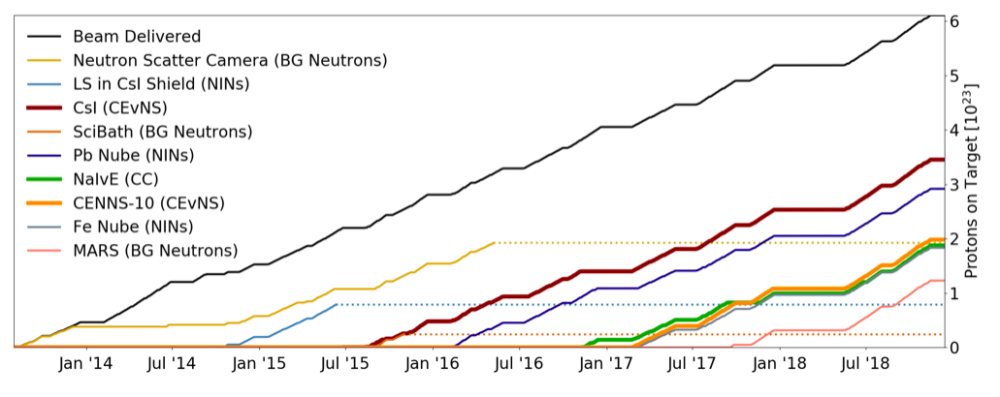 Beam Delivered
Neutron Scatter Camera (BG Neutrons)
LS in CsI Shield (NINs)
CsI (CEvNS)
SciBath (BG Neutrons)
Pb Nube (NINs)
NaIvE (CC)
CENNS-10 (CEvNS)
Fe Nube (NINs)
MARS (BG Neutrons)
6
5
4
3
2
1
0
Protons on Target [10²³]
Jan '14 Jul '14 Jan '15 Jul '15 Jan '16 Jul '16 Jan '17 Jul '17 Jan '18 Jul '18